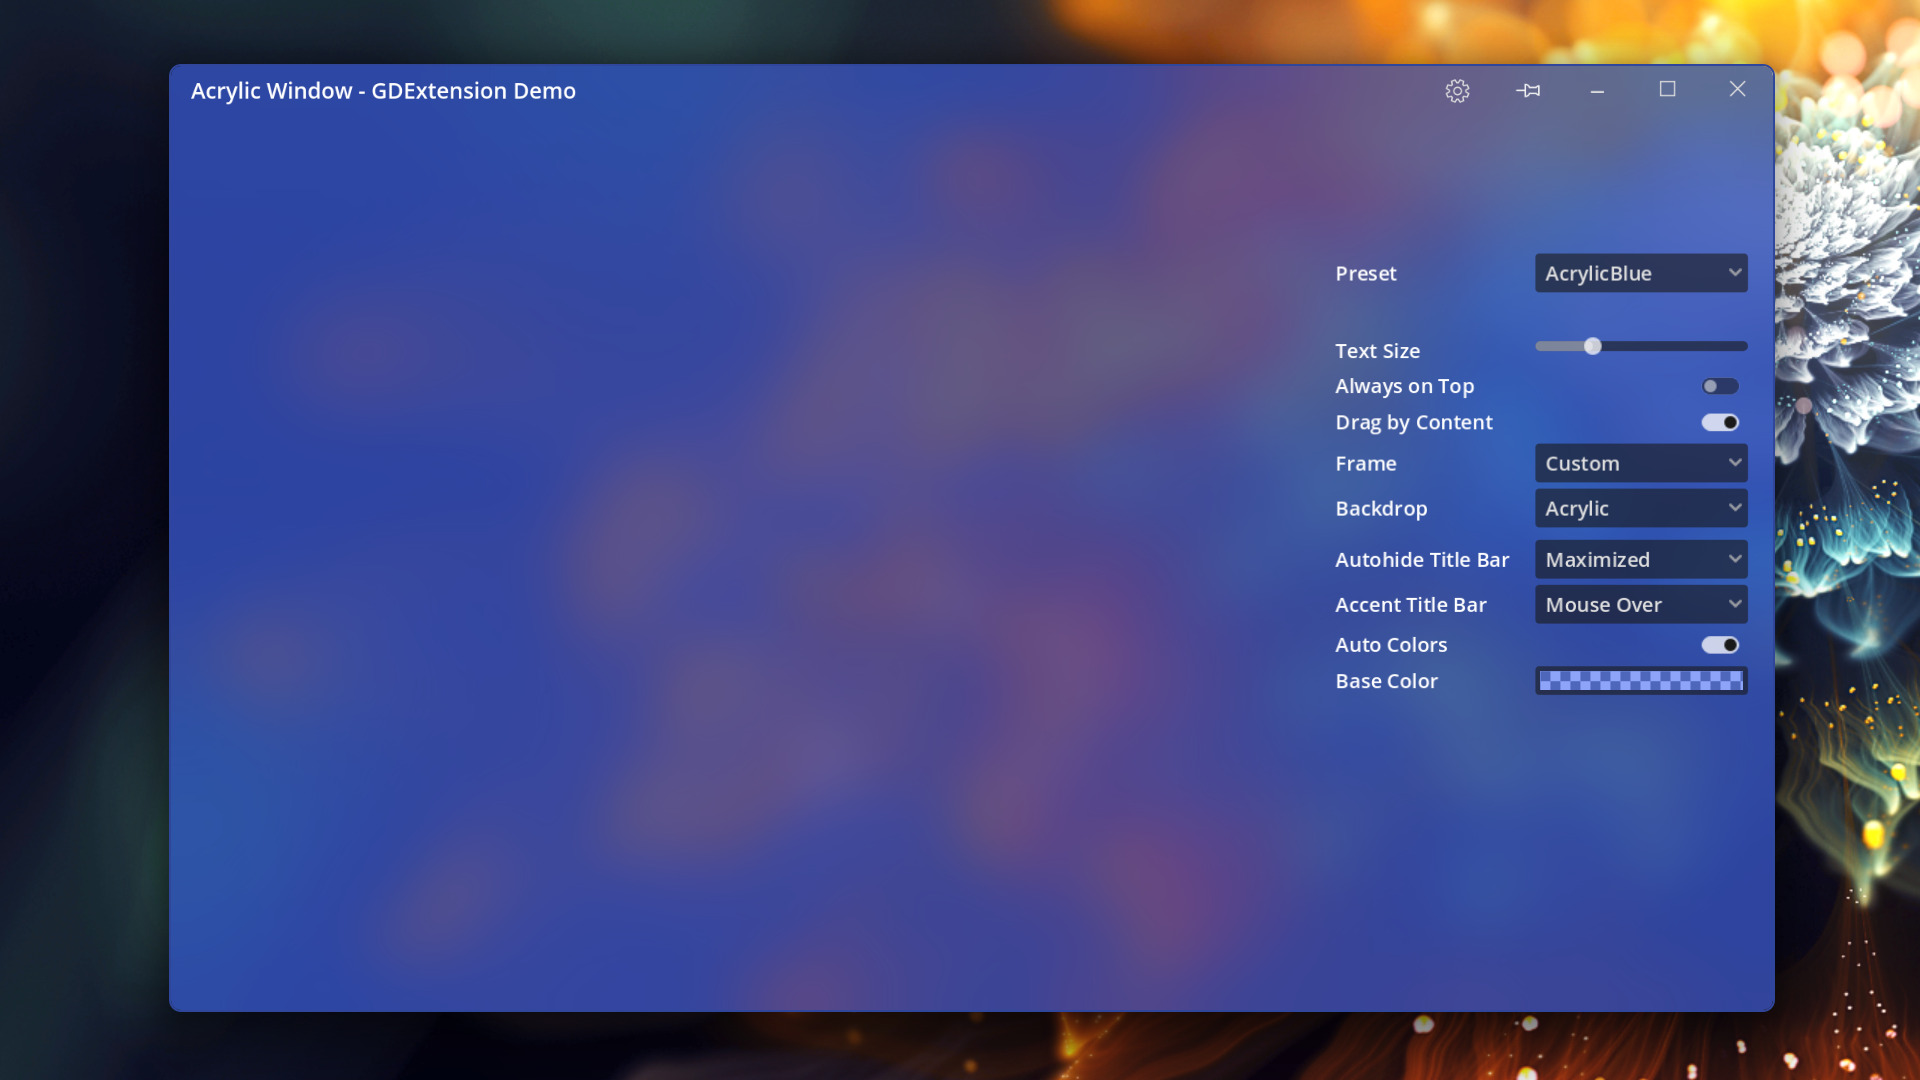 Acrylic Window - GDExtension Demo
Preset AcrylicBlue
Text Size
Always on Top
Drag by Content
Frame Custom
Backdrop Acrylic
Autohide Title Bar Maximized
Accent Title Bar Mouse Over
Auto Colors
Base Color